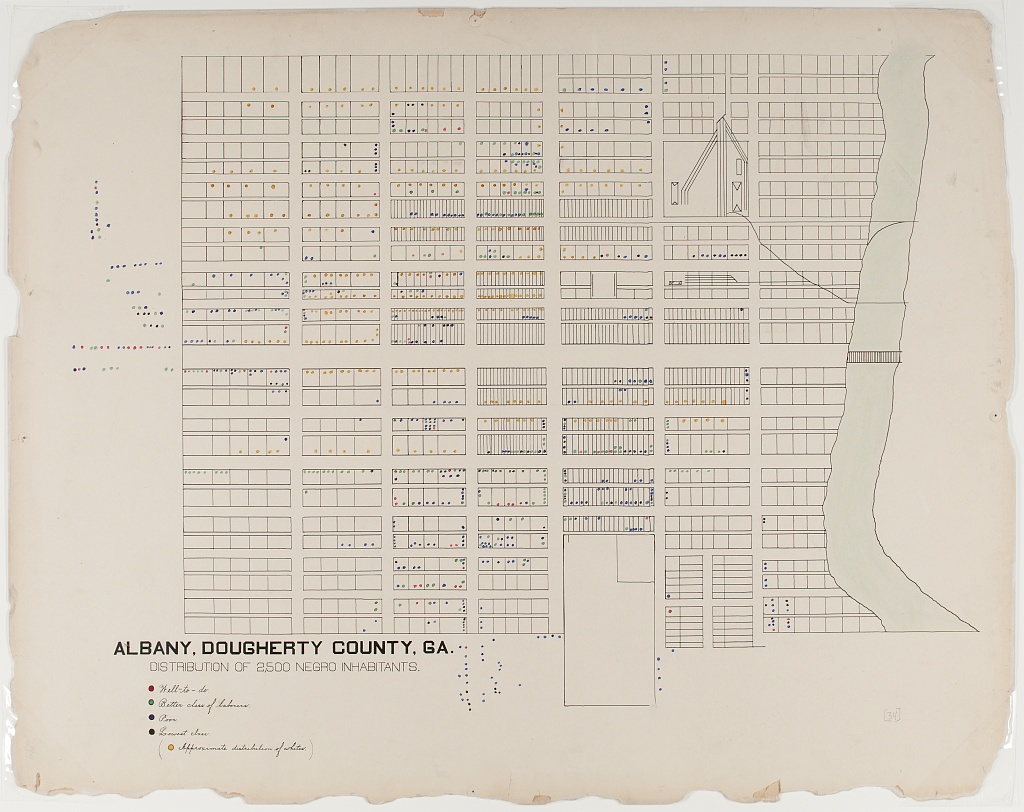 ALBANY, DOUGHERTY COUNTY, GA.
DISTRIBUTION OF 2,500 NEGRO INHABITANTS.
Well-to-do
Better class of laborers
Poor
Lowest class
(Approximate distribution of whites.)
[34]